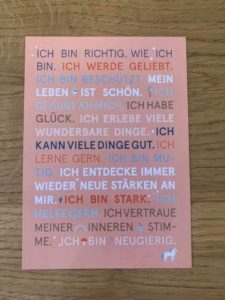 ICH BIN RICHTIG, WIE ICH
BIN. ICH WERDE GELIEBT.
ICH BIN BESCHÜTZT. MEIN
LEBEN IST SCHÖN. ICH
GLAUBE AN MICH. ICH HABE
GLÜCK. ICH ERLEBE VIELE
WUNDERBARE DINGE. ICH
KANN VIELE DINGE GUT. ICH
LERNE GERN. ICH BIN MU-
TIG. ICH ENTDECKE IMMER
WIEDER NEUE STÄRKEN AN
MIR. ICH BIN STARK. ICH
HELFE GERN. ICH VERTRAUE
MEINER INNEREN STIM-
ME. ICH BIN NEUGIERIG.